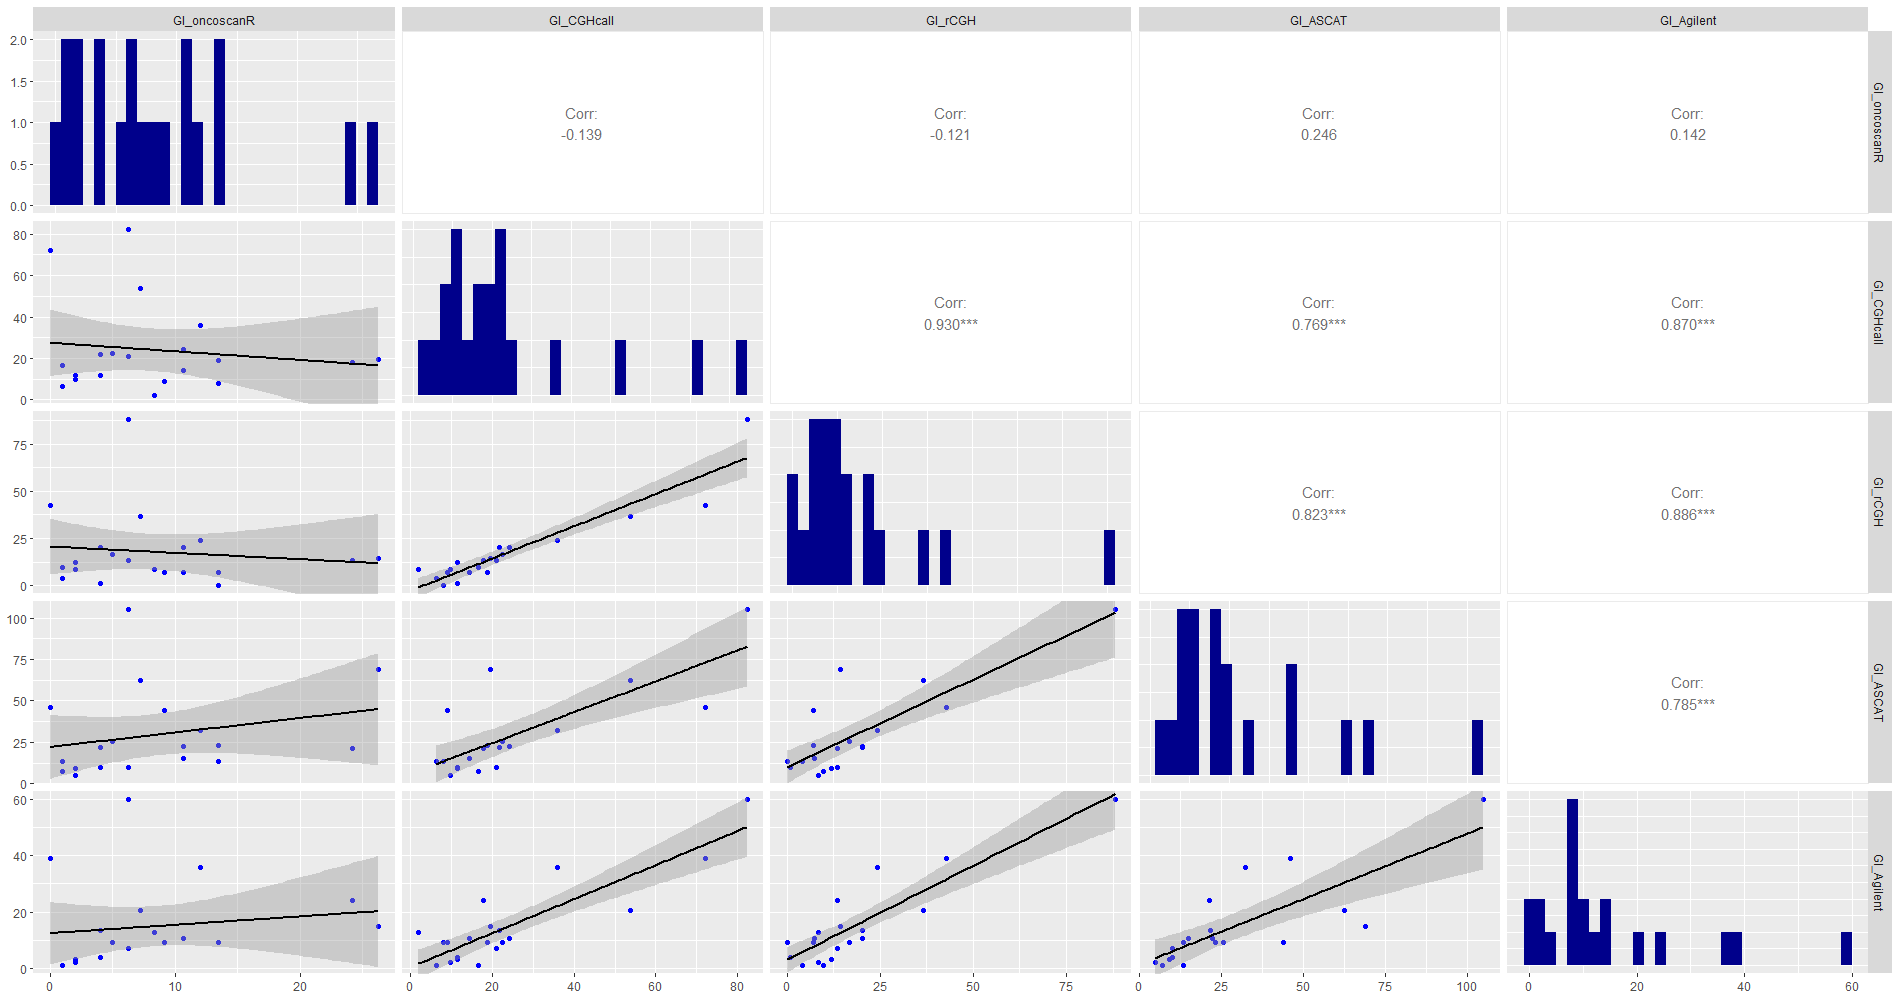 GI_oncoscanR GI_CGHcall GI_rCGH GI_ASCAT GI_Agilent
2.0
1.5
1.0
0.5
0.0
Corr:
-0.139
Corr:
-0.121
Corr:
0.246
Corr:
0.142
GI_oncoscanR
80
60
40
20
0
Corr:
0.930***
Corr:
0.769***
Corr:
0.870***
GI_CGHcall
75
50
25
0
Corr:
0.823***
Corr:
0.886***
GI_rCGH
100
75
50
25
0
Corr:
0.785***
GI_ASCAT
60
40
20
0
GI_Agilent
0 10 20
0 20 40 60 80
0 25 50 75
0 25 50 75 100
0 20 40 60